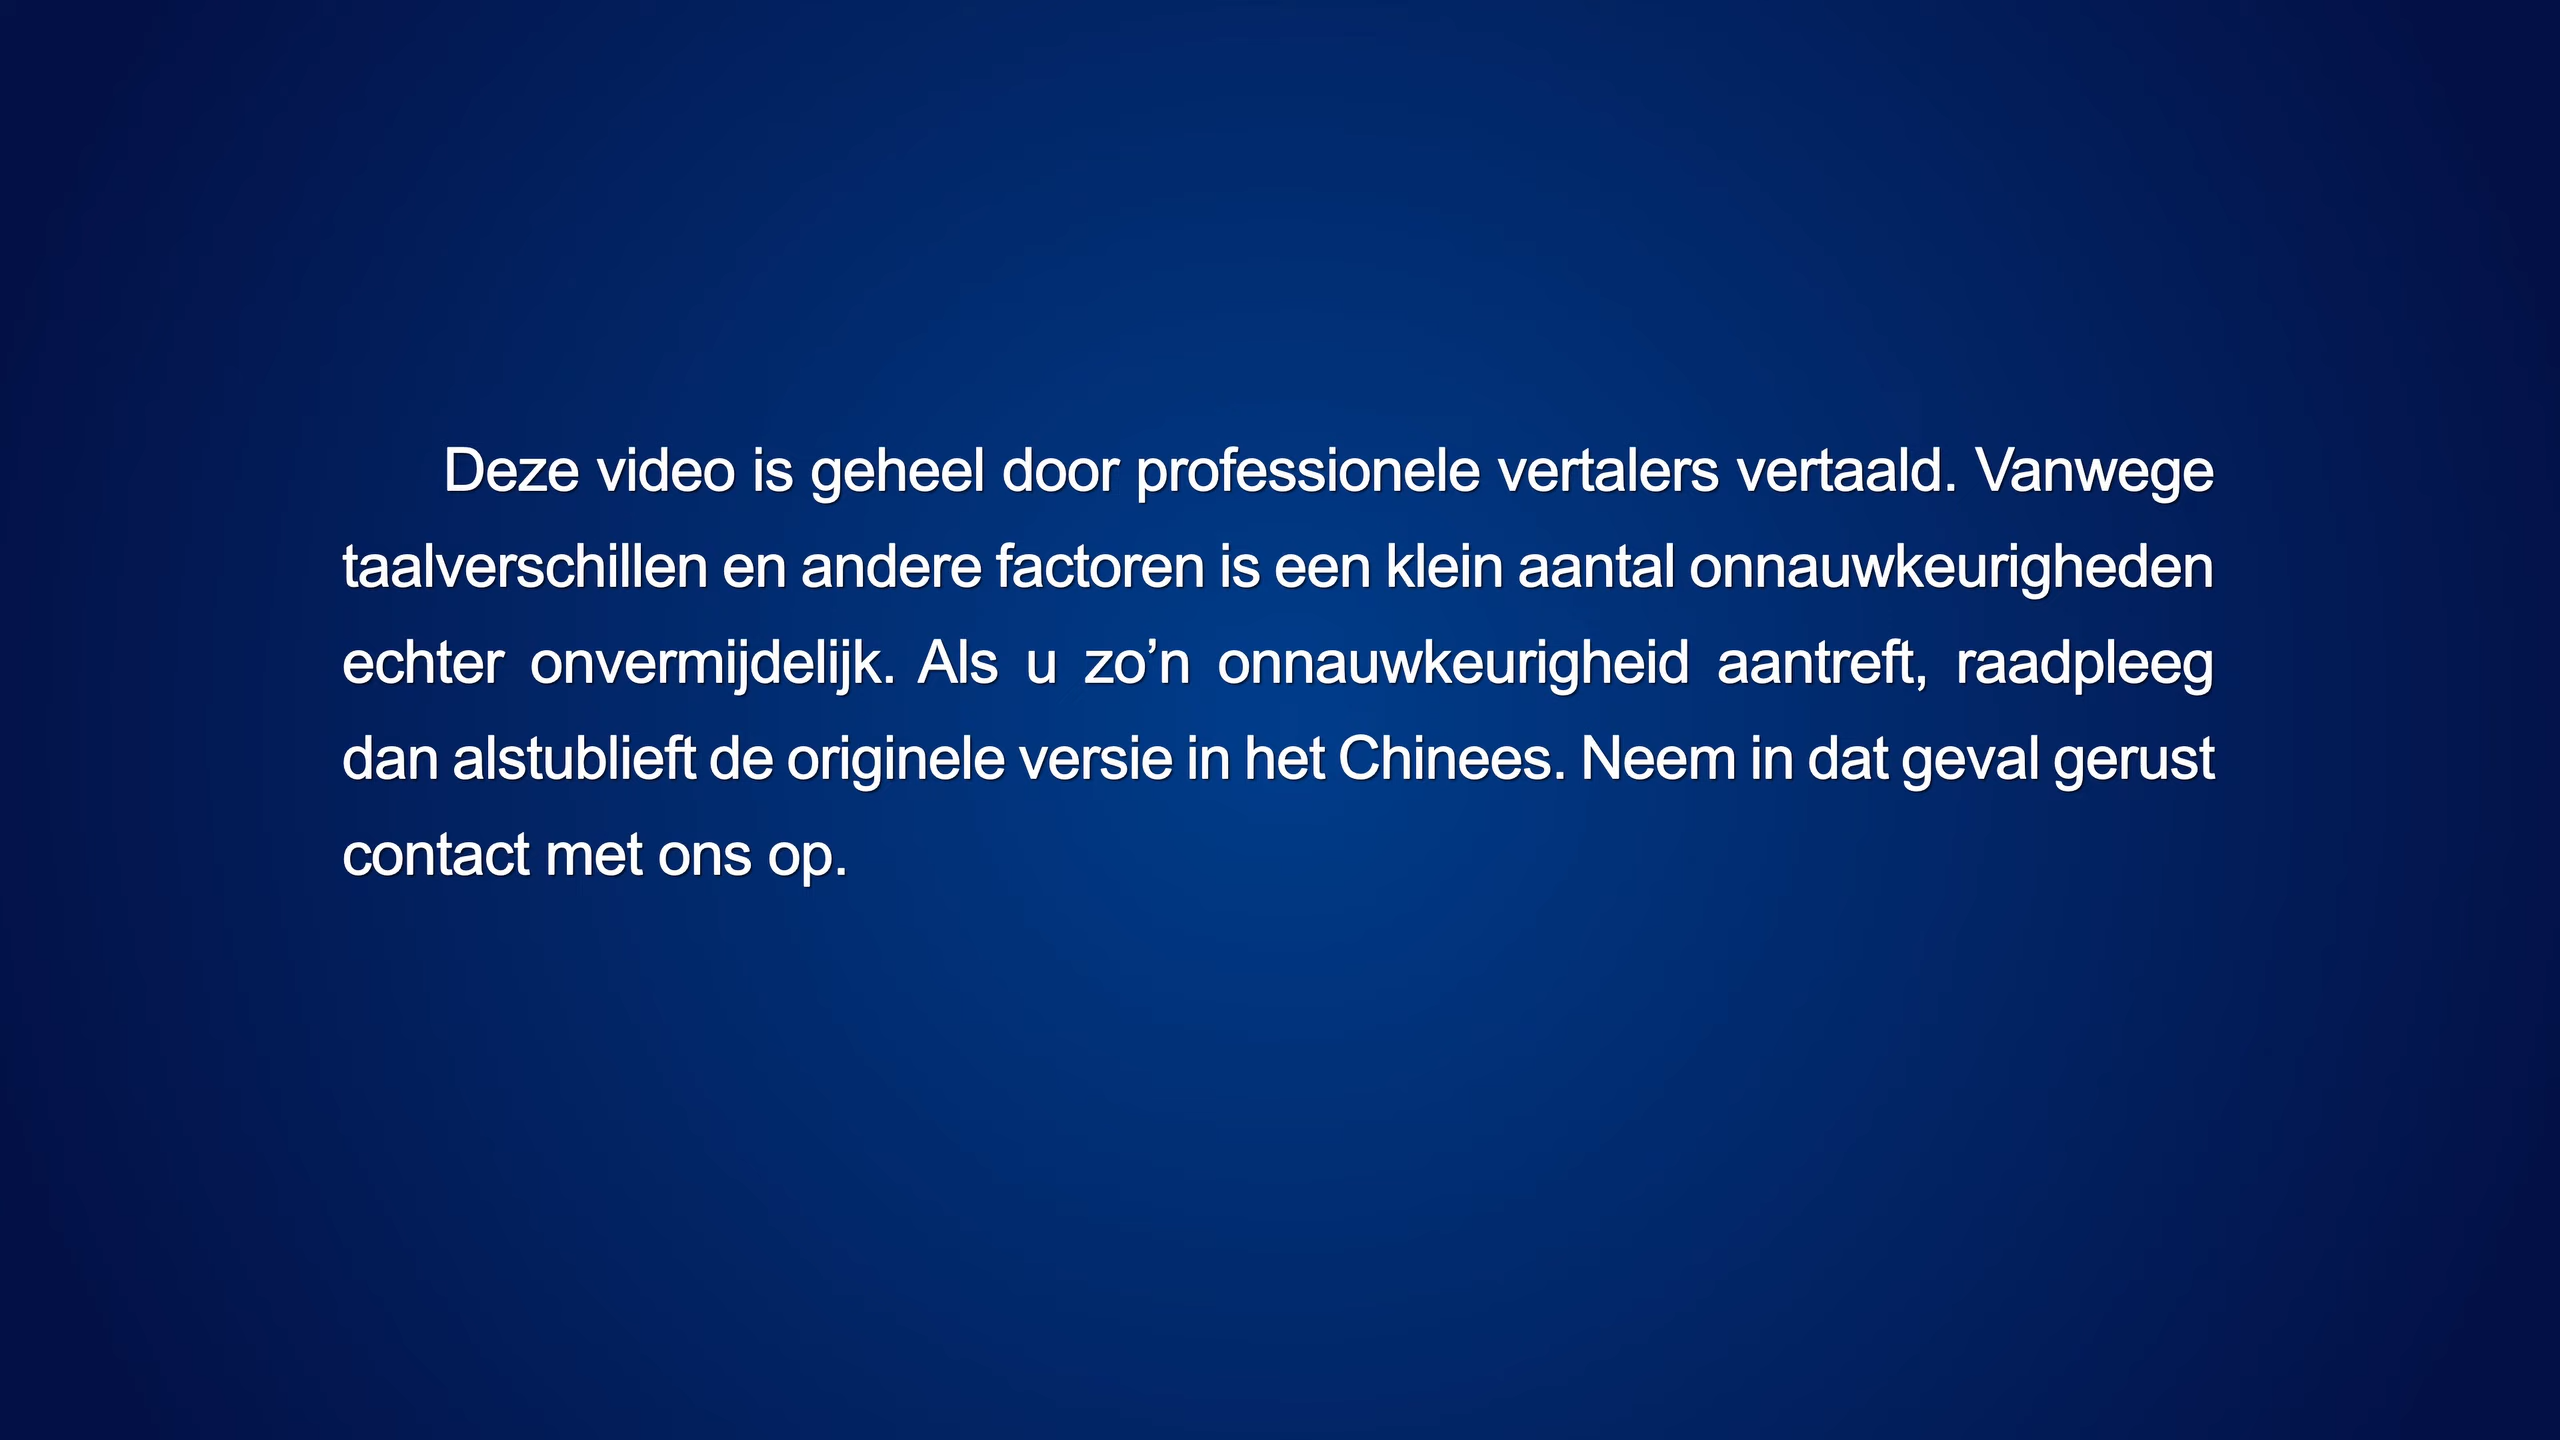 Deze video is geheel door professionele vertalers vertaald. Vanwege
taalverschillen en andere factoren is een klein aantal onnauwkeurigheden
echter onvermijdelijk. Als u zo’n onnauwkeurigheid aantreft, raadpleeg
dan alstublieft de originele versie in het Chinees. Neem in dat geval gerust
contact met ons op.